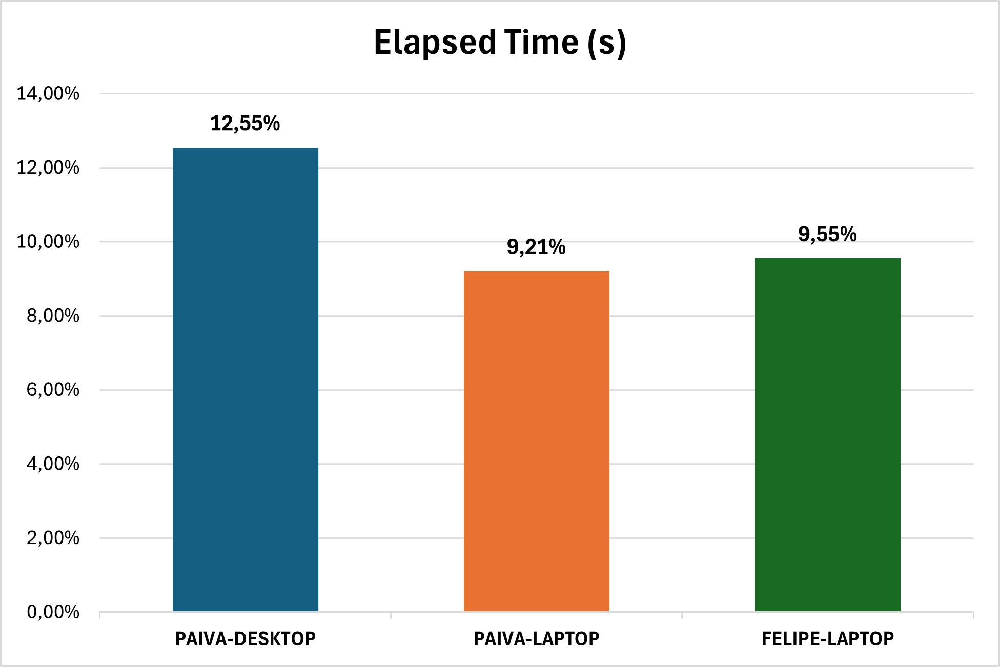 Elapsed Time (s)
14,00%
12,55%
12,00%
10,00%
9,21%
9,55%
8,00%
6,00%
4,00%
2,00%
0,00%
PAIVA-DESKTOP
PAIVA-LAPTOP
FELIPE-LAPTOP